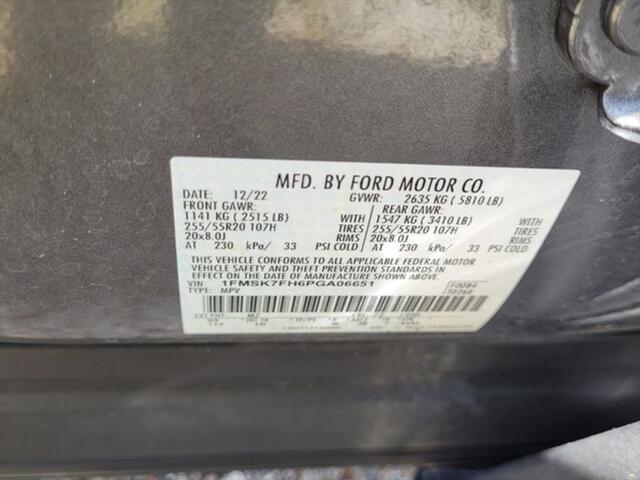 MFD. BY FORD MOTOR CO.
DATE: 12/22 GVWR: 2635 KG ( 5810 LB)
FRONT GAWR: REAR GAWR:
1141 KG ( 2515 LB) WITH 1547 KG ( 3410 LB) WITH
255/55R20 107H TIRES 255/55R20 107H TIRES
20x8.0J RIMS 20x8.0J RIMS
AT 230 kPa/ 33 PSI COLD AT 230 kPa/ 33 PSI COLD
THIS VEHICLE CONFORMS TO ALL APPLICABLE FEDERAL MOTOR
VEHICLE SAFETY AND THEFT PREVENTION STANDARDS IN EFFECT
ON THE DATE OF MANUFACTURE SHOWN ABOVE.
VIN: 1FMSK7FH6PGA06651 F0084
TYPE: MPV T0268
EXT PNT: